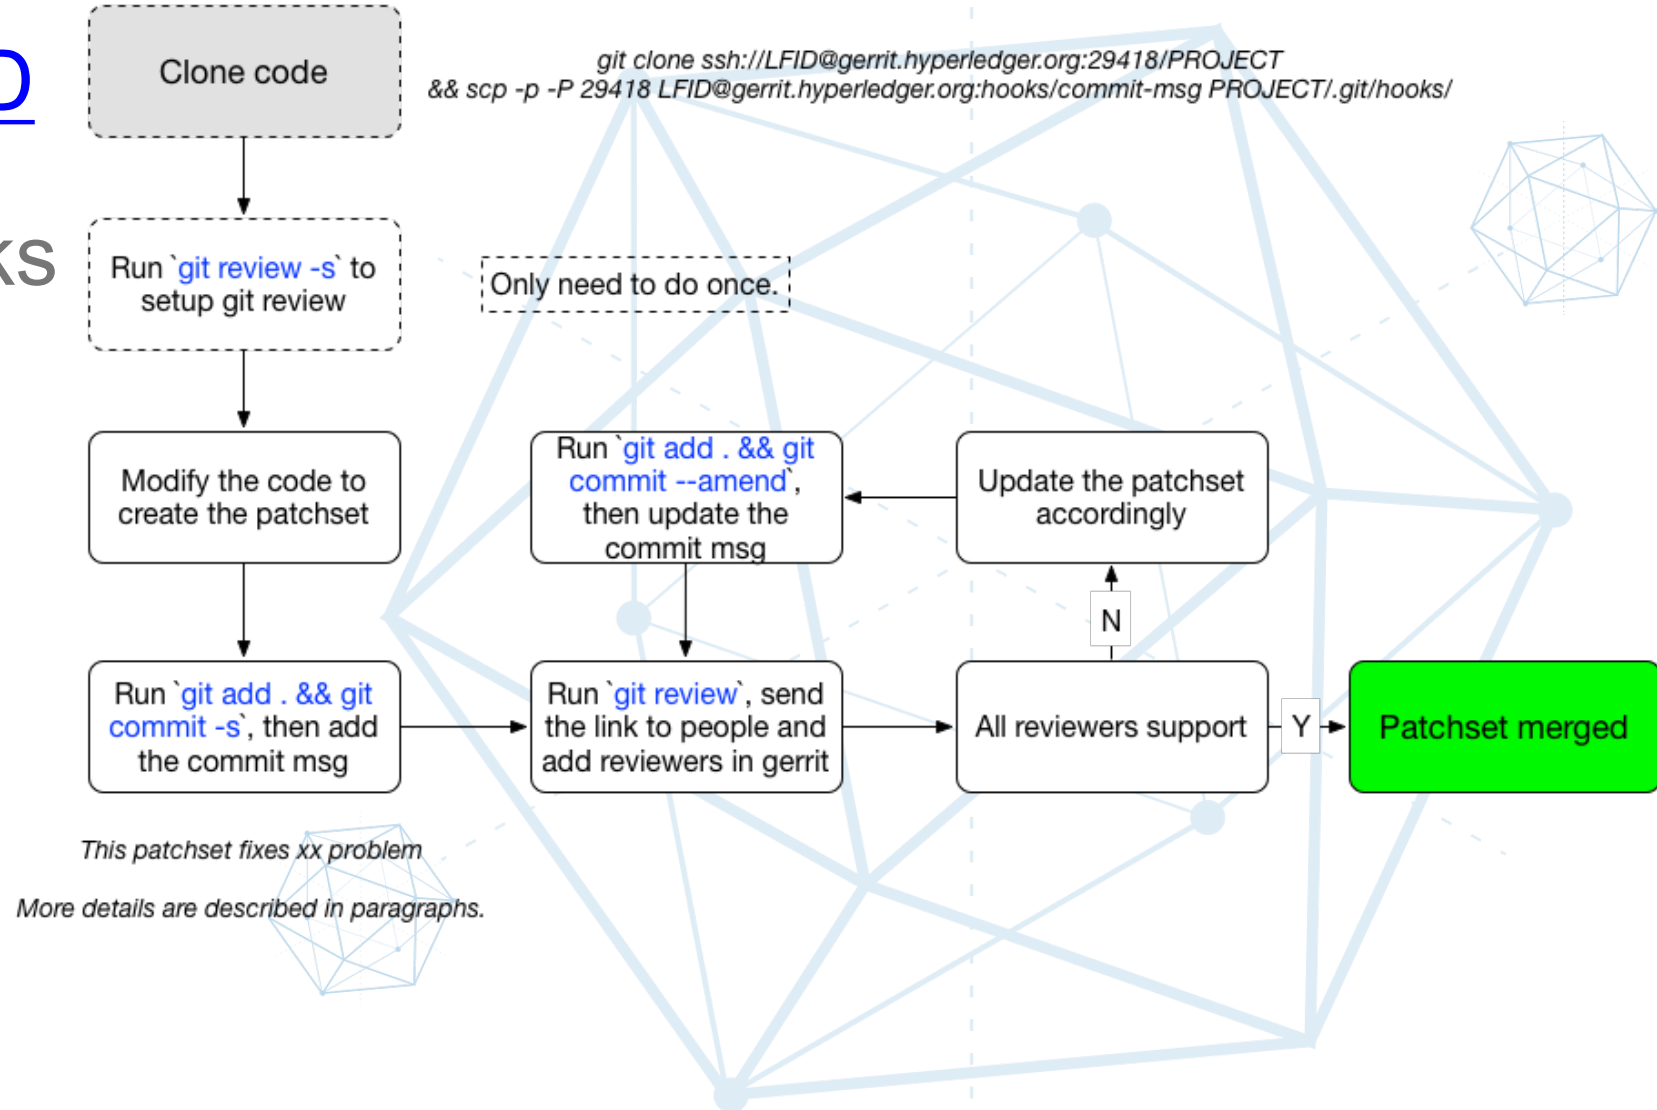 D
ks
Clone code
git clone ssh://LFID@gerrit.hyperledger.org:29418/PROJECT
&& scp -p -P 29418 LFID@gerrit.hyperledger.org:hooks/commit-msg PROJECT/.git/hooks/
Run `git review -s` to
setup git review
Only need to do once.
Modify the code to
create the patchset
Run `git add . && git
commit --amend`,
then update the
commit msg
Update the patchset
accordingly
N
Run `git add . && git
commit -s`, then add
the commit msg
Run `git review`, send
the link to people and
add reviewers in gerrit
All reviewers support
Y
Patchset merged
This patchset fixes xx problem
More details are described in paragraphs.